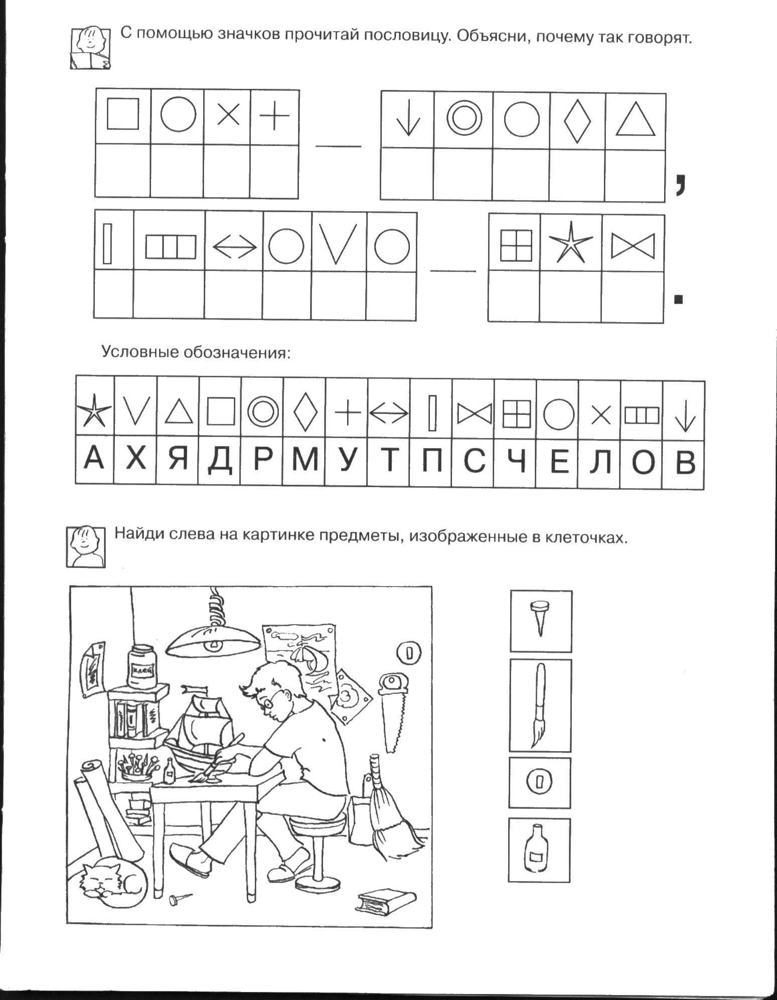 С помощью значков прочитай пословицу. Объясни, почему так говорят.
—
,
—
.
Условные обозначения:
А Х Я Д Р М У Т П С Ч Е Л О В
Найди слева на картинке предметы, изображенные в клеточках.
клей